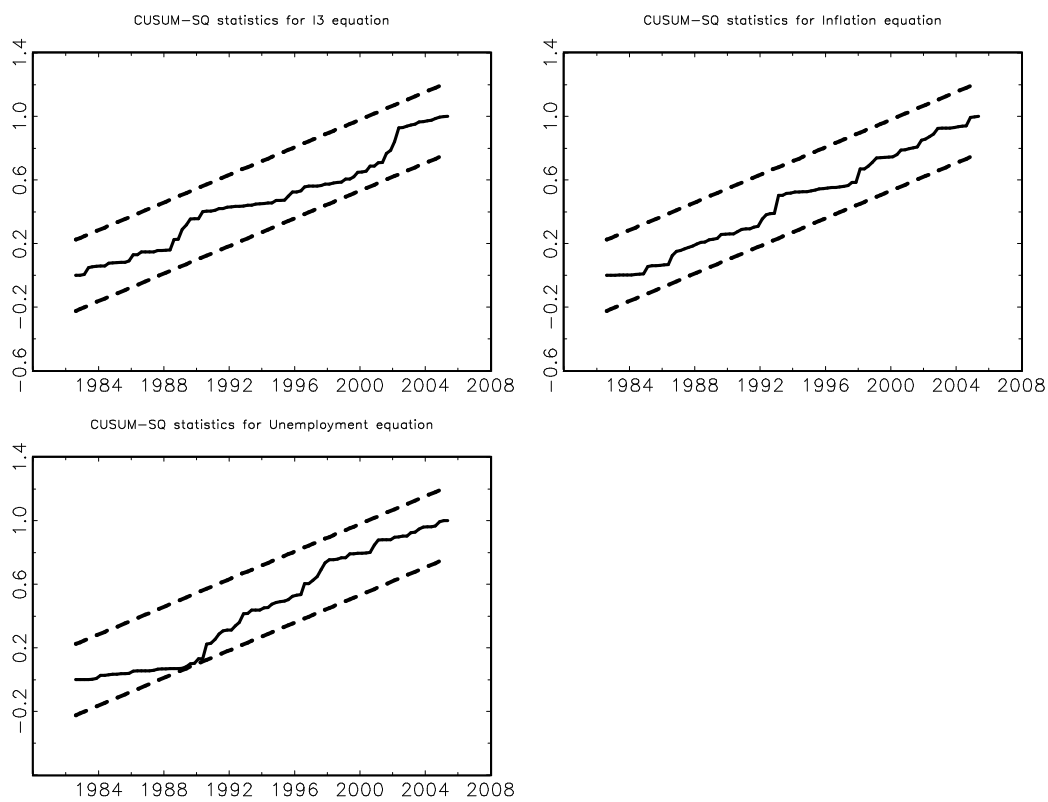 CUSUM-SQ statistics for I3 equation
1.4
1.0
0.6
0.2
-0.2
-0.6
1984 1988 1992 1996 2000 2004 2008
CUSUM-SQ statistics for Inflation equation
1.4
1.0
0.6
0.2
-0.2
-0.6
1984 1988 1992 1996 2000 2004 2008
CUSUM-SQ statistics for Unemployment equation
1.4
1.0
0.6
0.2
-0.2
1984 1988 1992 1996 2000 2004 2008